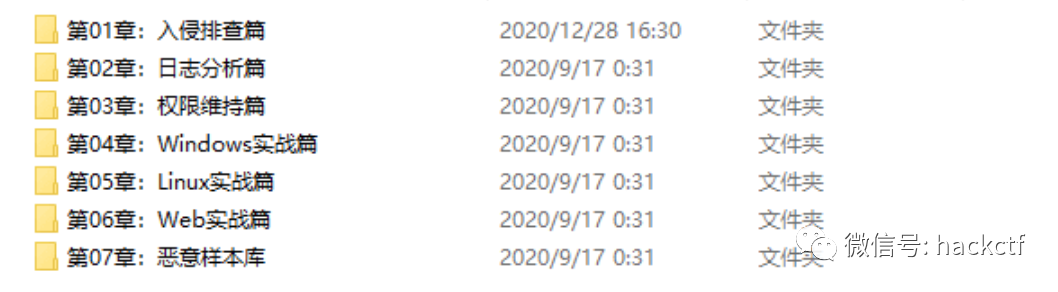 第01章：入侵排查篇 2020/12/28 16:30 文件夹
第02章：日志分析篇 2020/9/17 0:31 文件夹
第03章：权限维持篇 2020/9/17 0:31 文件夹
第04章：Windows实战篇 2020/9/17 0:31 文件夹
第05章：Linux实战篇 2020/9/17 0:31 文件夹
第06章：Web实战篇 2020/9/17 0:31 文件夹
第07章：恶意样本库 2020/9/17 0:31 文件夹
微信号: hackctf